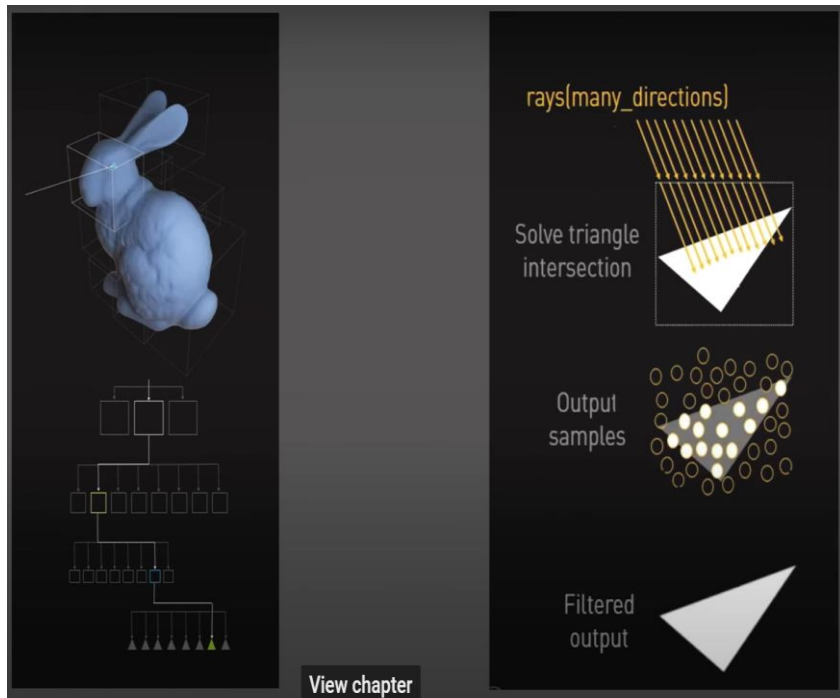 rays(many_directions)
Solve triangle
intersection
Output
samples
Filtered
output
View chapter